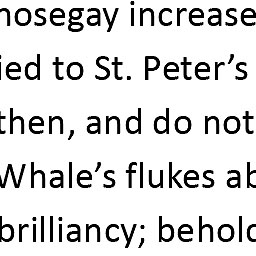 nosegay increase
ied to St. Peter’s
then, and do not
Whale’s flukes ab
brilliancy; behold